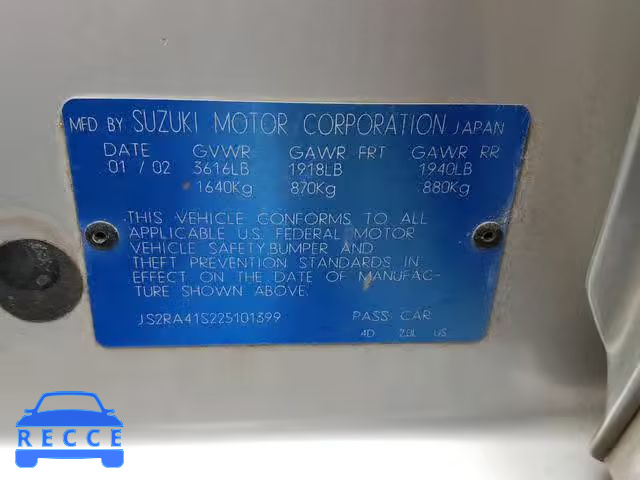 MFD BY SUZUKI MOTOR CORPORATION JAPAN
DATE GVWR GAWR FRT GAWR RR
01 / 02 3616LB 1918LB 1940LB
1640Kg 870Kg 880Kg
THIS VEHICLE CONFORMS TO ALL
APPLICABLE U.S. FEDERAL MOTOR
VEHICLE SAFETY,BUMPER AND
THEFT PREVENTION STANDARDS IN
EFFECT ON THE DATE OF MANUFAC-
TURE SHOWN ABOVE.
JS2RA41S225101399 PASS CAR
4D 2.0L US
RECCE